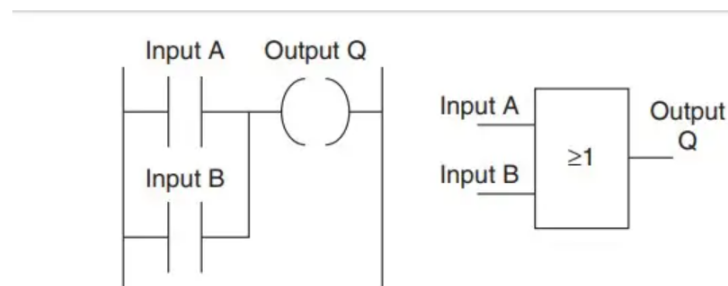 Input A Output Q
Input B
Input A
Input B
≥1
Output
Q